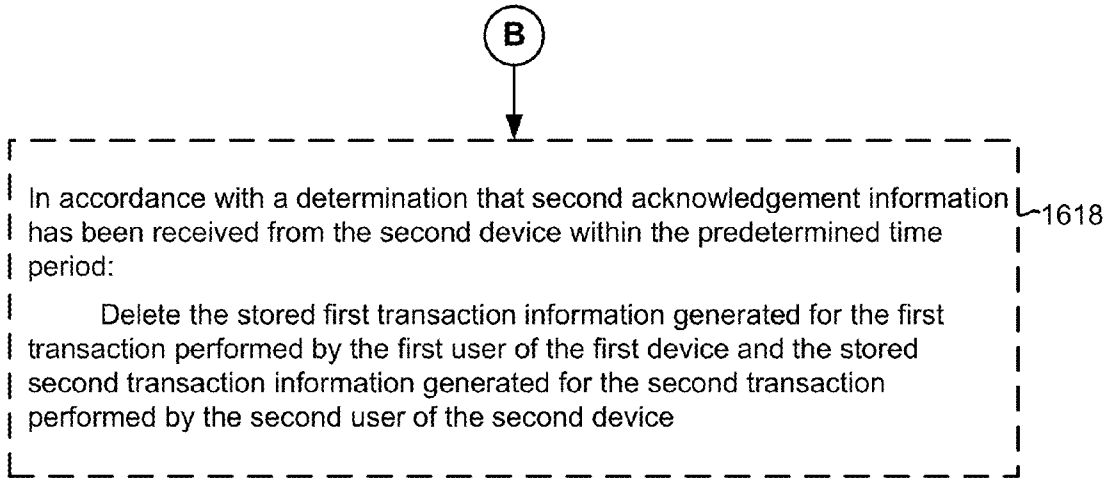 B
In accordance with a determination that second acknowledgement information
has been received from the second device within the predetermined time
period:
Delete the stored first transaction information generated for the first
transaction performed by the first user of the first device and the stored
second transaction information generated for the second transaction
performed by the second user of the second device
1618